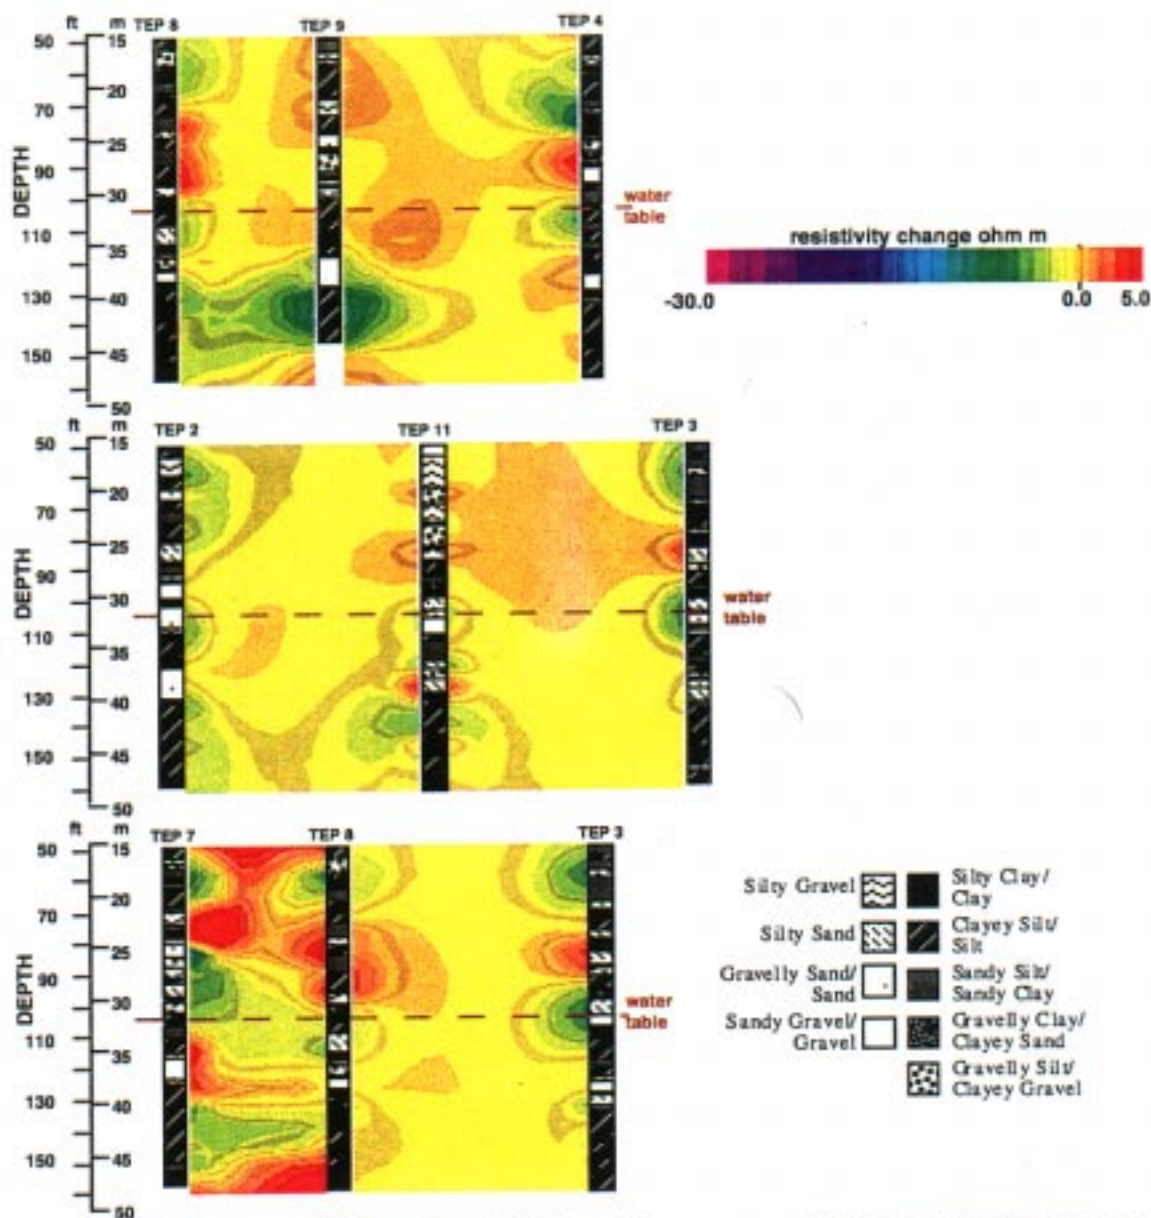 ft m TEP 8 TEP 9 TEP 4
50 15
20
70
25
90
30
110
35
130
40
150
45
50
DEPTH
water
table
resistivity change ohm m
-30.0 0.0 5.0
ft m TEP 2 TEP 11 TEP 3
50 15
20
70
25
90
30
110
35
130
40
150
45
50
DEPTH
water
table
ft m TEP 7 TEP 8 TEP 3
50 15
20
70
25
90
30
110
35
130
40
150
45
50
DEPTH
water
table
Silty Gravel
Silty Sand
Gravelly Sand/
Sand
Sandy Gravel/
Gravel
Silty Clay/
Clay
Clayey Silt/
Silt
Sandy Silt/
Sandy Clay
Gravelly Clay/
Clayey Sand
Gravelly Silt/
Clayey Gravel